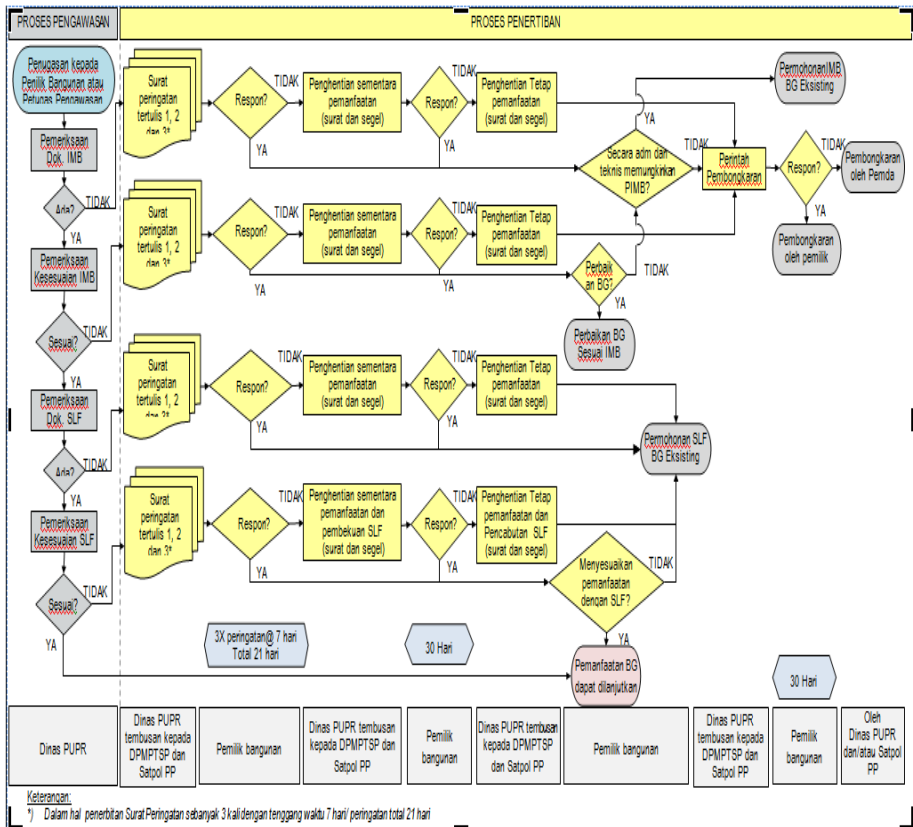 PROSES PENGAWASAN
PROSES PENERTIBAN
Penugasan kepada
Penilik Bangunan atau
Petugas Pengawasan
Pemeriksaan
Dok. IMB
Ada?
TIDAK
YA
Pemeriksaan
Kesesuaian IMB
Sesuai?
TIDAK
YA
Pemeriksaan
Dok. SLF
Ada?
TIDAK
YA
Pemeriksaan
Kesesuaian SLF
Sesuai?
TIDAK
YA
Surat
peringatan
tertulis 1, 2
dan 3*
Respon?
TIDAK
YA
Penghentian sementara
pemanfaatan
(surat dan segel)
Respon?
TIDAK
YA
Penghentian Tetap
pemanfaatan
(surat dan segel)
Secara adm dan
teknis memungkinkan
PIMB?
YA
TIDAK
Permohonan IMB
BG Eksisting
Perintah
Pembongkaran
Respon?
TIDAK
YA
Pembongkaran
oleh Pemda
Pembongkaran
oleh pemilik
Surat
peringatan
tertulis 1, 2
dan 3*
Respon?
TIDAK
YA
Penghentian sementara
pemanfaatan
(surat dan segel)
Respon?
TIDAK
YA
Penghentian Tetap
pemanfaatan
(surat dan segel)
Perbaik
an BG?
TIDAK
YA
Perbaikan BG
Sesuai IMB
Surat
peringatan
tertulis 1, 2
dan 3*
Respon?
TIDAK
YA
Penghentian sementara
pemanfaatan
(surat dan segel)
Respon?
TIDAK
YA
Penghentian Tetap
pemanfaatan
(surat dan segel)
Permohonan SLF
BG Eksisting
Surat
peringatan
tertulis 1, 2
dan 3*
Respon?
TIDAK
YA
Penghentian sementara
pemanfaatan dan
pembekuan SLF
(surat dan segel)
Respon?
TIDAK
YA
Penghentian Tetap
pemanfaatan dan
Pencabutan SLF
(surat dan segel)
Menyesuaikan
pemanfaatan
dengan SLF?
TIDAK
YA
Pemanfaatan BG
dapat dilanjutkan
3X peringatan@ 7 hari
Total 21 hari
30 Hari
30 Hari
Dinas PUPR
Dinas PUPR
tembusan kepada
DPMPTSP dan
Satpol PP
Pemilik bangunan
Dinas PUPR tembusan
kepada DPMPTSP dan
Satpol PP
Pemilik
bangunan
Dinas PUPR tembusan
kepada DPMPTSP dan
Satpol PP
Pemilik bangunan
Dinas PUPR
tembusan kepada
DPMPTSP dan
Satpol PP
Pemilik
bangunan
Oleh
Dinas PUPR
dan/atau Satpol
PP
Keterangan:
*) Dalam hal penerbitan Surat Peringatan sebanyak 3 kali dengan tenggang waktu 7 hari/ peringatan total 21 hari